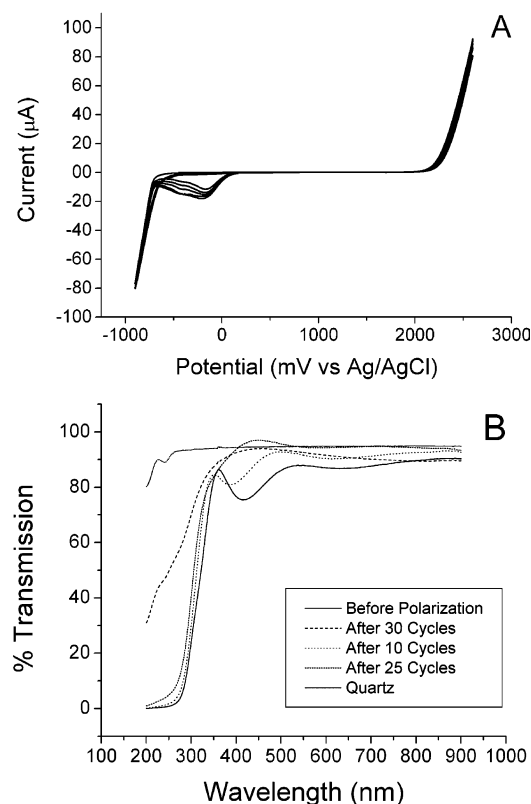 A
100
80
60
40
20
00
-20
-40
-60
-80
-100
Current (μA)
-1000 0 1000 2000 3000
Potential (mV vs Ag/AgCl)
B
100
80
60
40
20
0
% Transmission
Before Polarization
After 30 Cycles
After 10 Cycles
After 25 Cycles
Quartz
100 200 300 400 500 600 700 800 900 1000
Wavelength (nm)